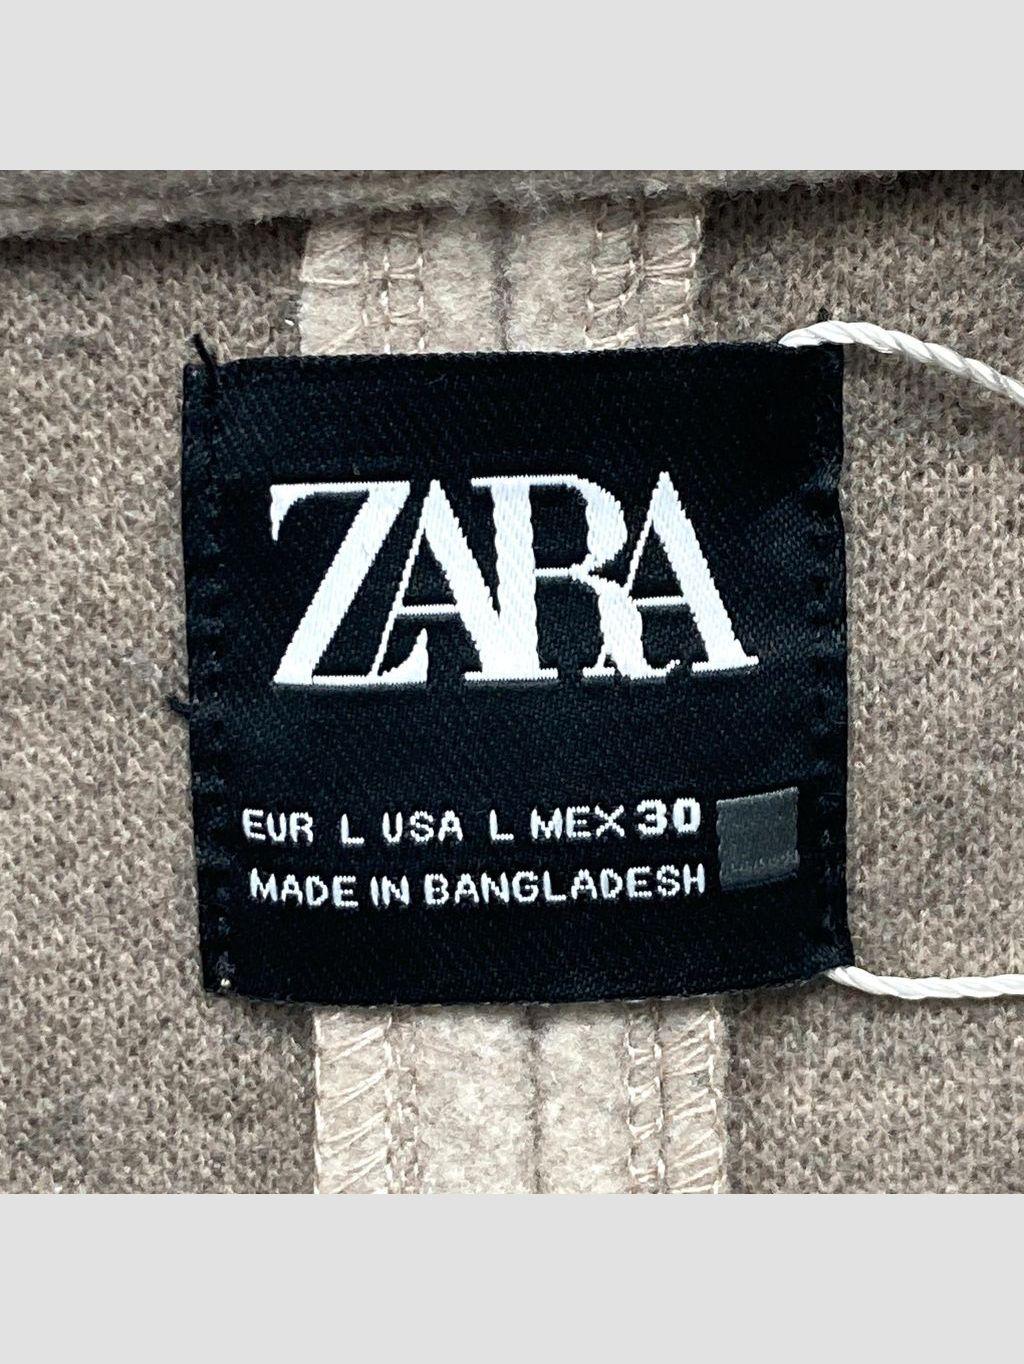 ZARA
EUR L USA L MEX 30
MADE IN BANGLADESH